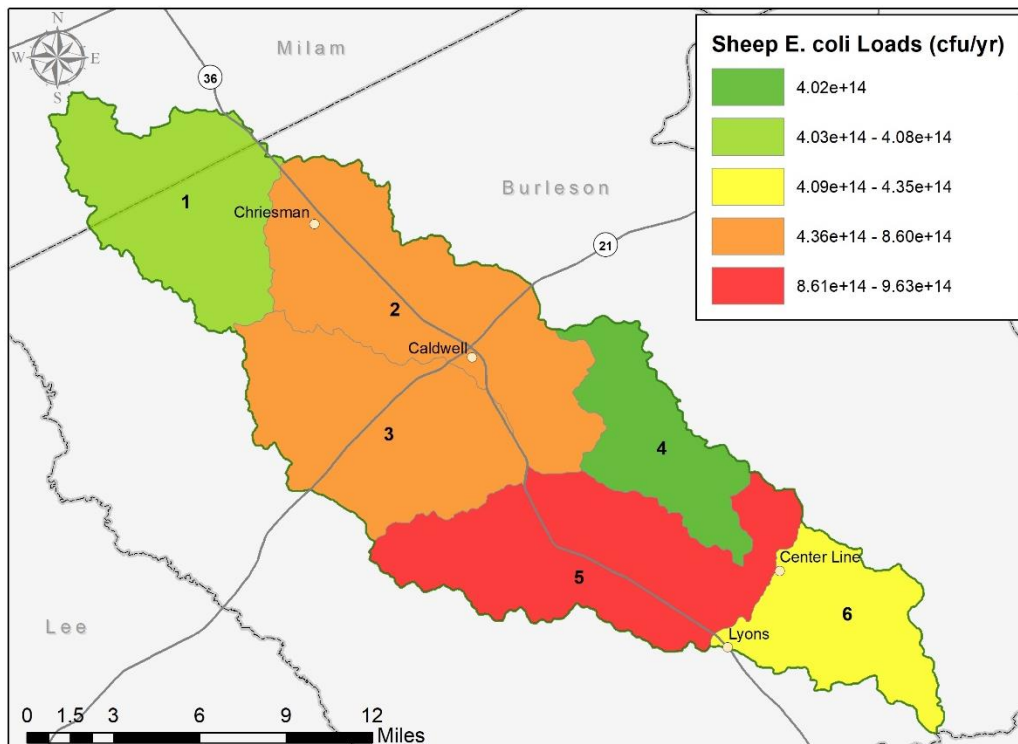 N
W E
S
Milam
36
Sheep E. coli Loads (cfu/yr)
4.02e+14
4.03e+14 - 4.08e+14
4.09e+14 - 4.35e+14
4.36e+14 - 8.60e+14
8.61e+14 - 9.63e+14
Burleson
1
Chriesman
21
2
Caldwell
3
4
Center Line
5
6
Lyons
Lee
0 1.5 3 6 9 12
Miles